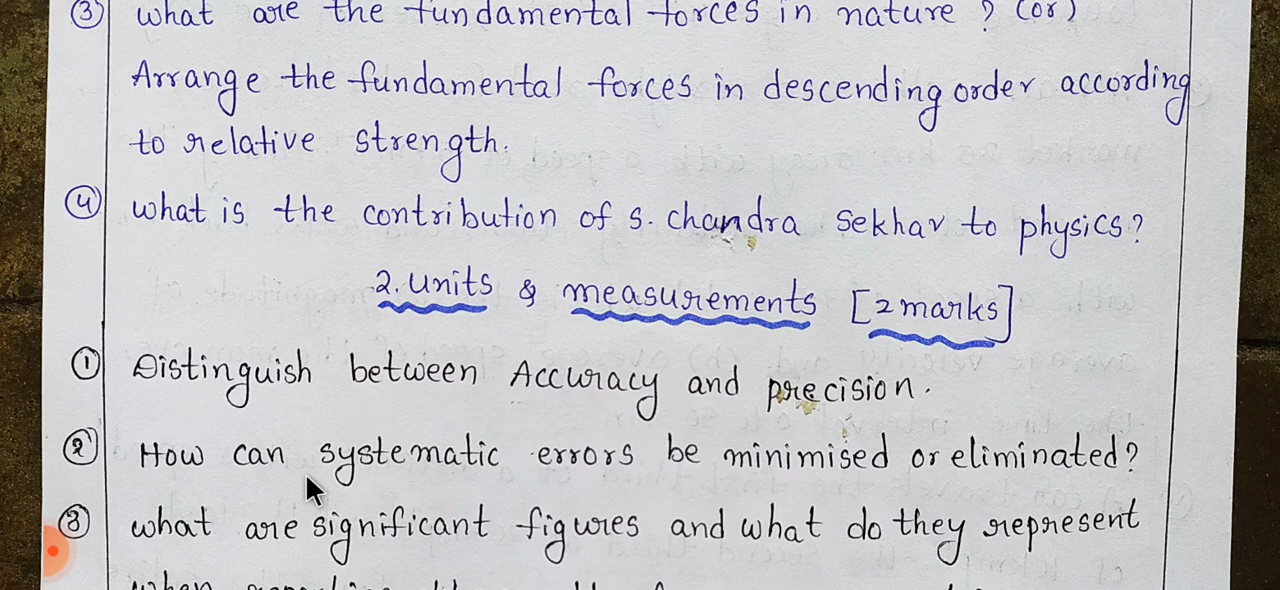 ③ what are the fundamental forces in nature ? (or)
Arrange the fundamental forces in descending order according
to relative strength.
④ what is the contribution of s. chandra sekhar to physics?
2. units & measurements [2 marks]
① Distinguish between Accuracy and precision.
② How can systematic errors be minimised or eliminated?
③ what are significant figures and what do they represent
when